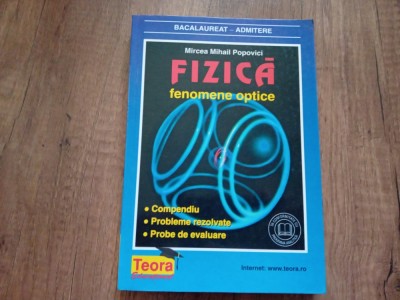 BACALAUREAT - ADMITERE
Mircea Mihail Popovici
FIZICĂ
fenomene optice
• Compendiu
• Probleme rezolvate
• Probe de evaluare
Teora
Internet: www.teora.ro